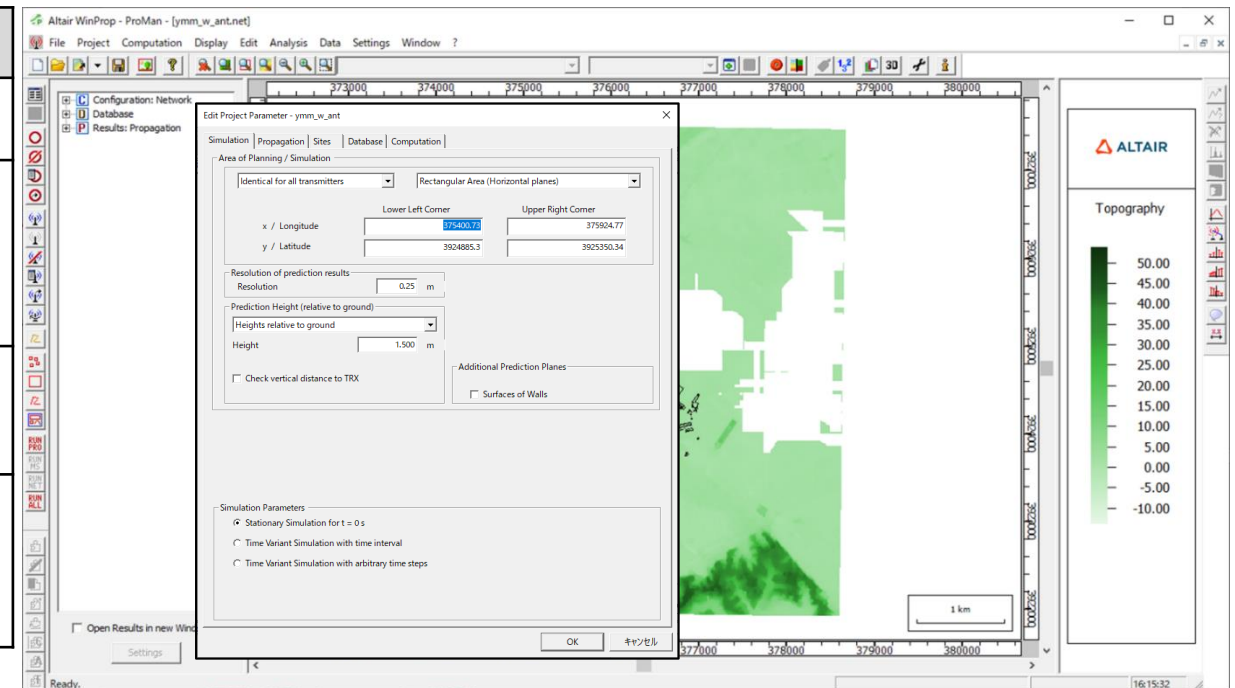 Altair WinProp - ProMan - [ymm_w_ant.net]
File Project Computation Display Edit Analysis Data Settings Window ?
3D
373000 374000 375000 376000 377000 378000 379000 380000
Configuration: Network
Database
Results: Propagation
Edit Project Parameter - ymm_w_ant
Simulation Propagation Sites Database Computation
Area of Planning / Simulation
Identical for all transmitters
Rectangular Area (Horizontal planes)
Lower Left Corner Upper Right Corner
x / Longitude 375400.73 375924.77
y / Latitude 3924885.3 3925350.34
Resolution of prediction results
Resolution 0.25 m
Prediction Height (relative to ground)
Heights relative to ground
Height 1.500 m
Check vertical distance to TRX
Additional Prediction Planes
Surfaces of Walls
Simulation Parameters
Stationary Simulation for t = 0 s
Time Variant Simulation with time interval
Time Variant Simulation with arbitrary time steps
OK キャンセル
RUN PRO
RUN MS
RUN NET
RUN ALL
Open Results in new Wind
Settings
Ready.
377000 378000 379000 380000
1 km
ALTAIR
Topography
50.00
45.00
40.00
35.00
30.00
25.00
20.00
15.00
10.00
5.00
0.00
-5.00
-10.00
16:15:32